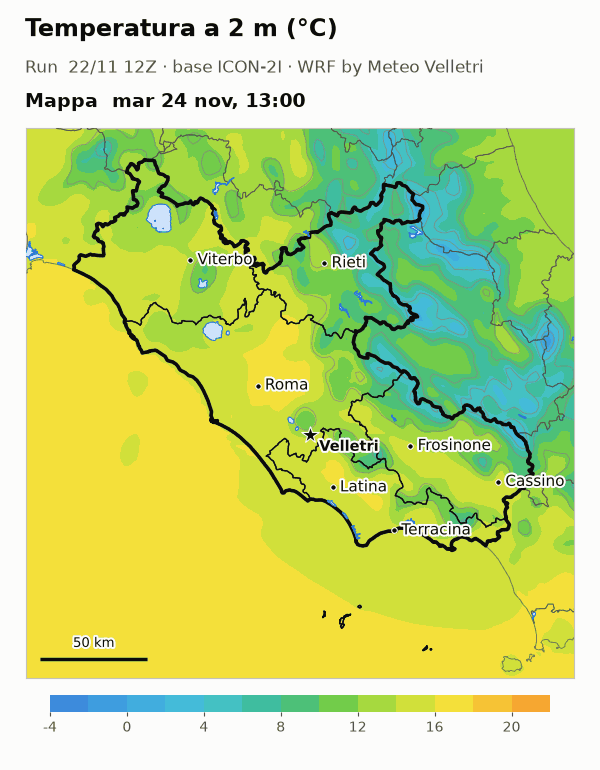 Temperatura a 2 m (°C)
Run  22/11 12Z · base ICON-2I · WRF by Meteo Velletri
Mappa  mar 24 nov, 13:00
Viterbo
Rieti
Roma
Velletri
Frosinone
Cassino
Latina
Terracina
50 km
-4 0 4 8 12 16 20